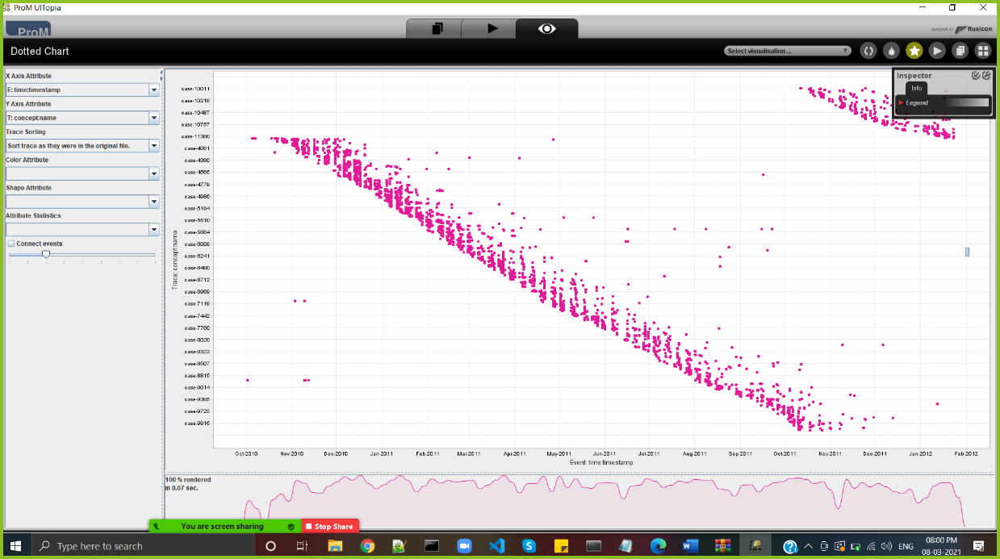 ProM UITopia
ProM
designed by fluxicon
Dotted Chart
Select visualisation ...
X Axis Attribute
E: time:timestamp
Y Axis Attribute
T: concept:name
Trace Sorting
Sort trace as they were in the original file.
Color Attribute
Shape Attribute
Attribute Statistics
Connect events
Inspector
Info
Legend
Trace: concept:name
case-10011
case-10218
case-10487
case-10767
case-11380
case-4081
case-4380
case-4565
case-4779
case-4986
case-5194
case-5510
case-5884
case-6009
case-6241
case-6480
case-6712
case-6969
case-7119
case-7442
case-7760
case-8020
case-8323
case-8507
case-8816
case-9014
case-9385
case-9725
case-9916
Oct-2010 Nov-2010 Dec-2010 Jan-2011 Feb-2011 Mar-2011 Apr-2011 May-2011 Jun-2011 Jul-2011 Aug-2011 Sep-2011 Oct-2011 Nov-2011 Dec-2011 Jan-2012 Feb-2012
Event: time:timestamp
100 % rendered
in 0.07 sec.
You are screen sharing
Stop Share
Type here to search
ENG
08:00 PM
08-03-2021